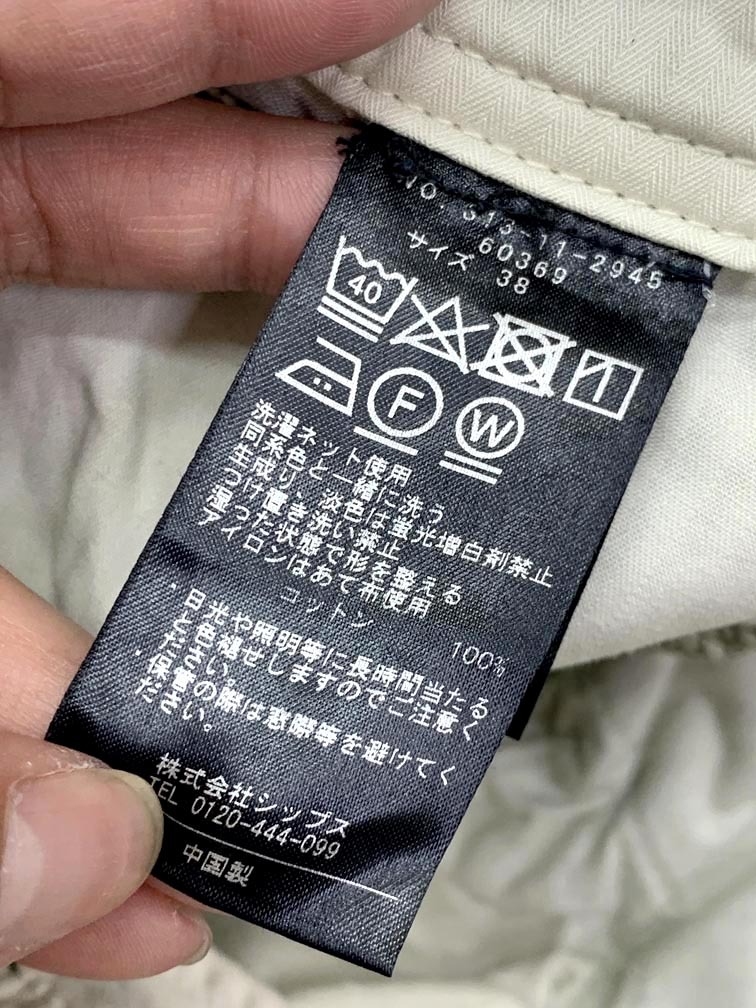 NO. 313-11-2945
60369
サイズ 38
40
F W
洗濯ネット使用
同系色と一緒に洗う
生成り、淡色は蛍光増白剤禁止
つけ置き洗い禁止
湿った状態で形を整える
アイロンはあて布使用
コットン 100%
・日光や照明等に長時間当たる
と色褪せしますのでご注意く
ださい。
・保管の際は窓際等を避けてく
ださい。
株式会社シップス
TEL 0120-444-099
中国製